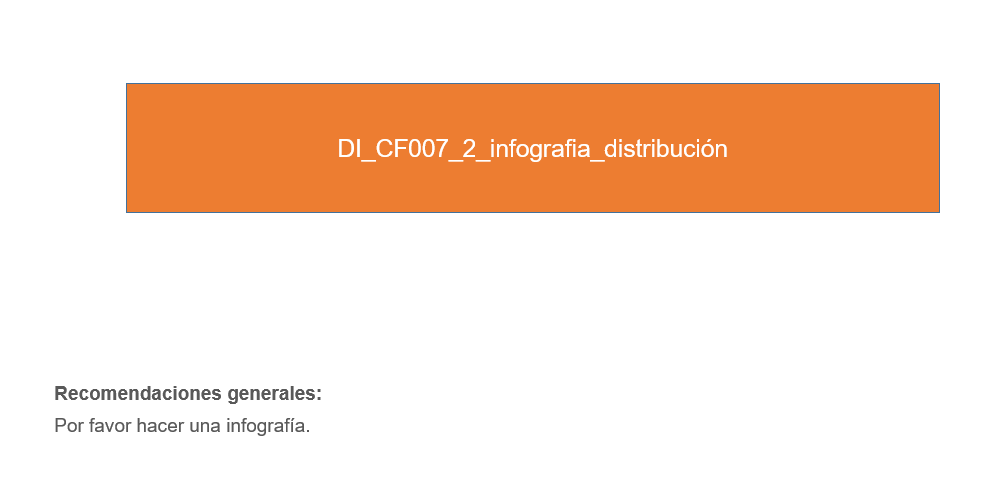 DI_CF007_2_infografia_distribución
Recomendaciones generales:
Por favor hacer una infografía.